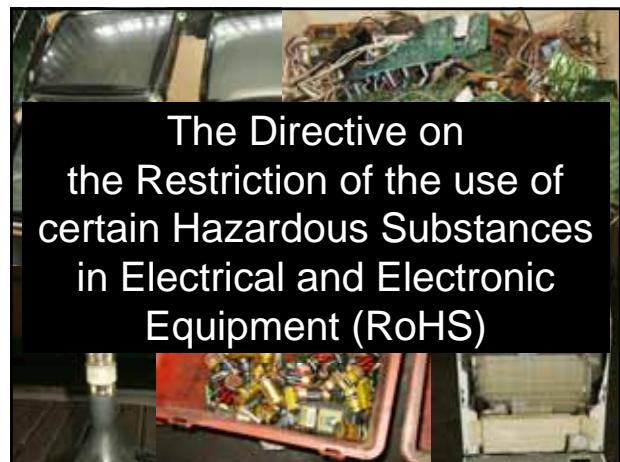 The Directive on
the Restriction of the use of
certain Hazardous Substances
in Electrical and Electronic
Equipment (RoHS)